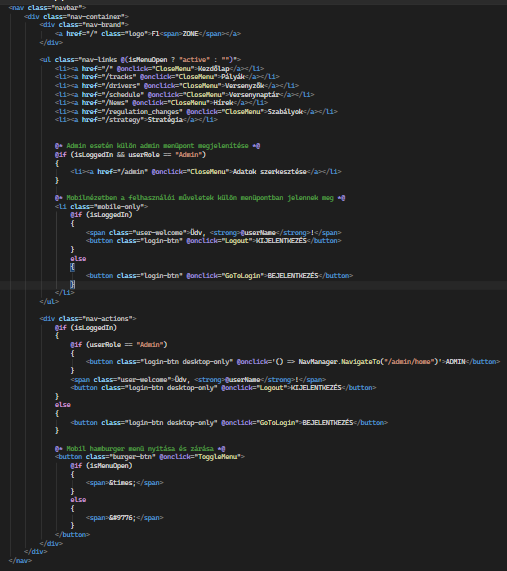 <nav class="navbar">
<div class="nav-container">
<div class="nav-brand">
<a href="/" class="logo">F1<span>ZONE</span></a>
</div>
<ul class="nav-links @(isMenuOpen ? "active" : "")">
<li><a href="/" @onclick="CloseMenu">Kezdőlap</a></li>
<li><a href="/tracks" @onclick="CloseMenu">Pályák</a></li>
<li><a href="/drivers" @onclick="CloseMenu">Versenyzők</a></li>
<li><a href="/schedule" @onclick="CloseMenu">Versenynaptár</a></li>
<li><a href="/News" @onclick="CloseMenu">Hírek</a></li>
<li><a href="/regulation_changes" @onclick="CloseMenu">Szabályok</a></li>
<li><a href="/strategy">Stratégia</a></li>
@* Admin esetén külön admin menüpont megjelenítése *@
@if (isLoggedIn && userRole == "Admin")
{
<li><a href="/admin" @onclick="CloseMenu">Adatok szerkesztése</a></li>
}
@* Mobilnézetben a felhasználói műveletek külön menüpontban jelennek meg *@
<li class="mobile-only">
@if (isLoggedIn)
{
<span class="user-welcome">Üdv, <strong>@userName</strong>!</span>
<button class="login-btn" @onclick="Logout">KIJELENTKEZÉS</button>
}
else
{
<button class="login-btn" @onclick="GoToLogin">BEJELENTKEZÉS</button>
}
</li>
</ul>
<div class="nav-actions">
@if (isLoggedIn)
{
@if (userRole == "Admin")
{
<button class="login-btn desktop-only" @onclick='() => NavManager.NavigateTo("/admin/home")'>ADMIN</button>
}
<span class="user-welcome">Üdv, <strong>@userName</strong>!</span>
<button class="login-btn desktop-only" @onclick="Logout">KIJELENTKEZÉS</button>
}
else
{
<button class="login-btn desktop-only" @onclick="GoToLogin">BEJELENTKEZÉS</button>
}
@* Mobil hamburger menü nyitása és zárása *@
<button class="burger-btn" @onclick="ToggleMenu">
@if (isMenuOpen)
{
<span>&times;</span>
}
else
{
<span>&#9776;</span>
}
</button>
</div>
</div>
</nav>